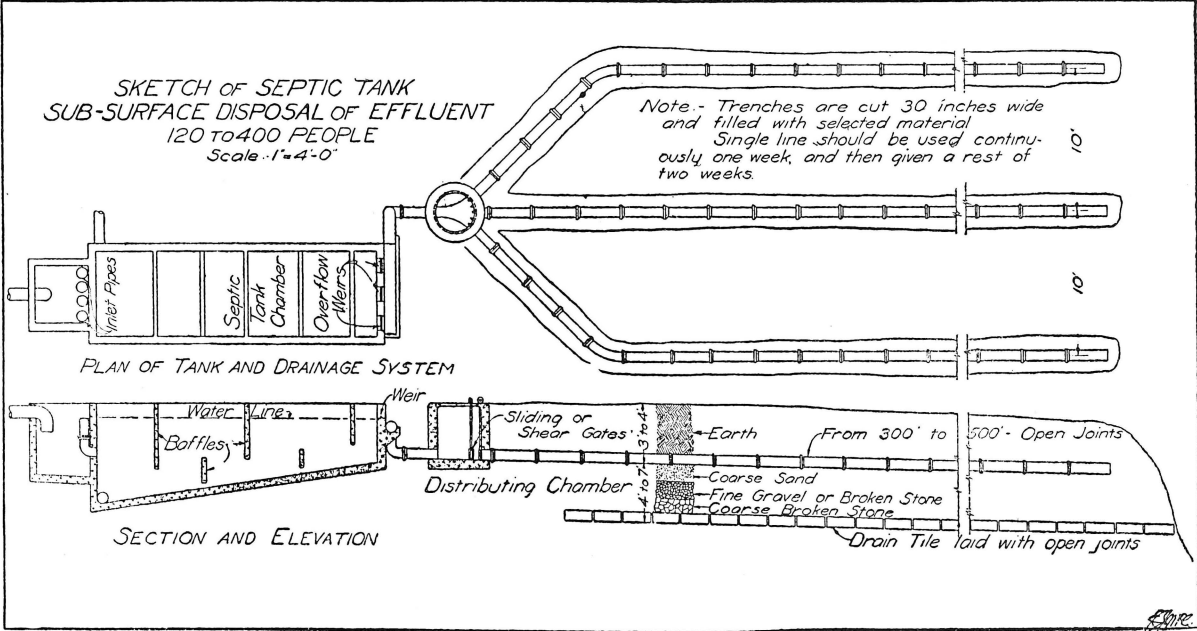 SKETCH OF SEPTIC TANK
SUB-SURFACE DISPOSAL OF EFFLUENT
120 TO 400 PEOPLE
Scale:-1"=4'-0"
Note:- Trenches are cut 30 inches wide
and filled with selected material
Single line should be used continu-
ously one week, and then given a rest of
two weeks.
10'
10'
Inlet Pipes
Septic
Tank
Chamber
Overflow
Weirs
PLAN OF TANK AND DRAINAGE SYSTEM
Weir
Water Line
Baffles
Sliding or
Shear Gates
3' to 4'
Earth
From 300' to 500'- Open Joints
Distributing Chamber
4' to 7'
Coarse Sand
Fine Gravel or Broken Stone
Coarse Broken Stone
SECTION AND ELEVATION
Drain Tile laid with open joints